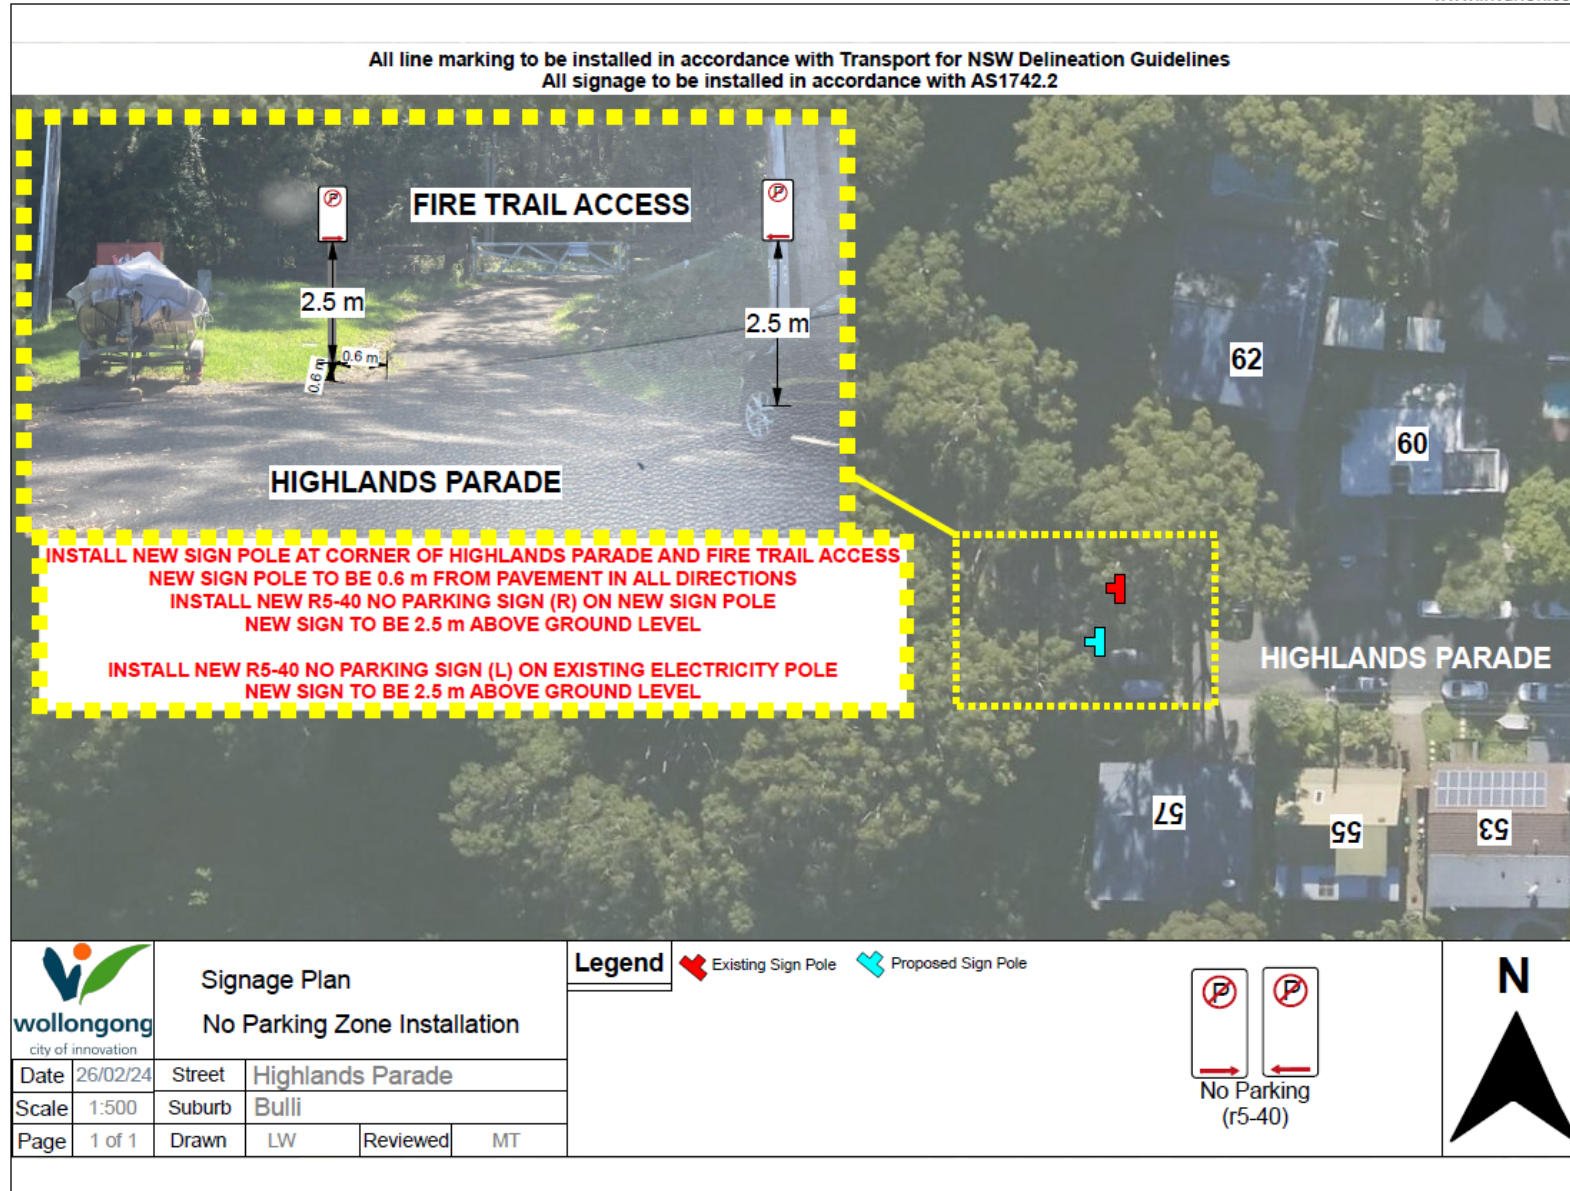 All line marking to be installed in accordance with Transport for NSW Delineation Guidelines
All signage to be installed in accordance with AS1742.2
FIRE TRAIL ACCESS
P
P
2.5 m
2.5 m
0.6 m
0.6 m
HIGHLANDS PARADE
INSTALL NEW SIGN POLE AT CORNER OF HIGHLANDS PARADE AND FIRE TRAIL ACCESS
NEW SIGN POLE TO BE 0.6 m FROM PAVEMENT IN ALL DIRECTIONS
INSTALL NEW R5-40 NO PARKING SIGN (R) ON NEW SIGN POLE
NEW SIGN TO BE 2.5 m ABOVE GROUND LEVEL
INSTALL NEW R5-40 NO PARKING SIGN (L) ON EXISTING ELECTRICITY POLE
NEW SIGN TO BE 2.5 m ABOVE GROUND LEVEL
62
60
HIGHLANDS PARADE
57
55
53
wollongong
city of innovation
Signage Plan
No Parking Zone Installation
Date 26/02/24 Street Highlands Parade
Scale 1:500 Suburb Bulli
Page 1 of 1 Drawn LW Reviewed MT
Legend Existing Sign Pole Proposed Sign Pole
P P
No Parking
(r5-40)
N